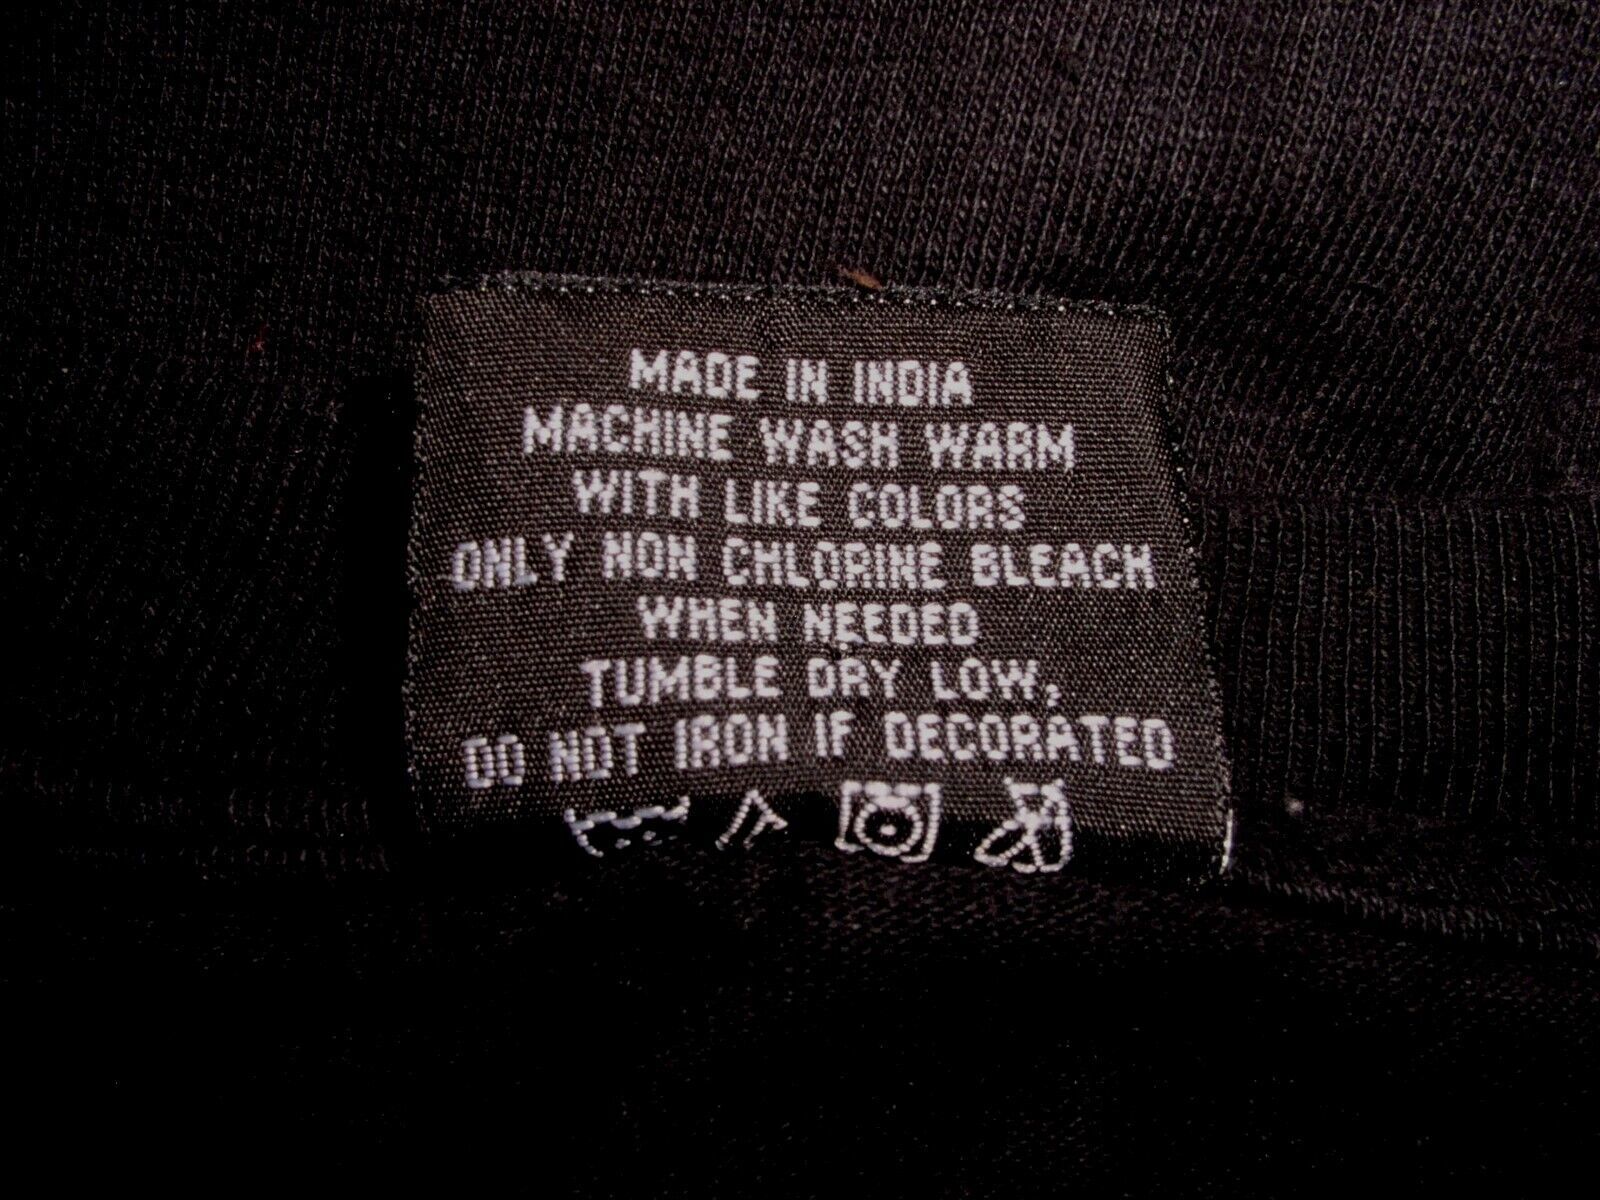 MADE IN INDIA
MACHINE WASH WARM
WITH LIKE COLORS
ONLY NON CHLORINE BLEACH
WHEN NEEDED
TUMBLE DRY LOW,
DO NOT IRON IF DECORATED